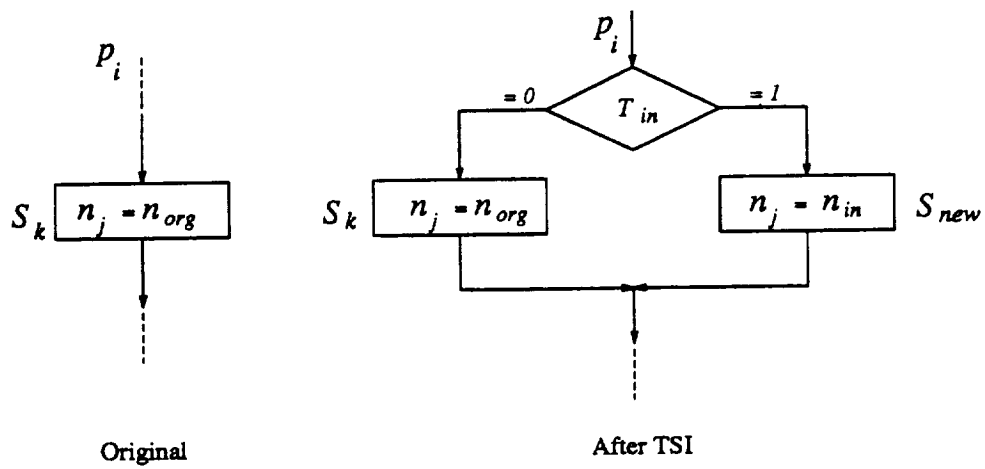 p_i
S_k
n_j = n_org
Original
p_i
= 0
T_in
= 1
S_k
n_j = n_org
n_j = n_in
S_new
After TSI